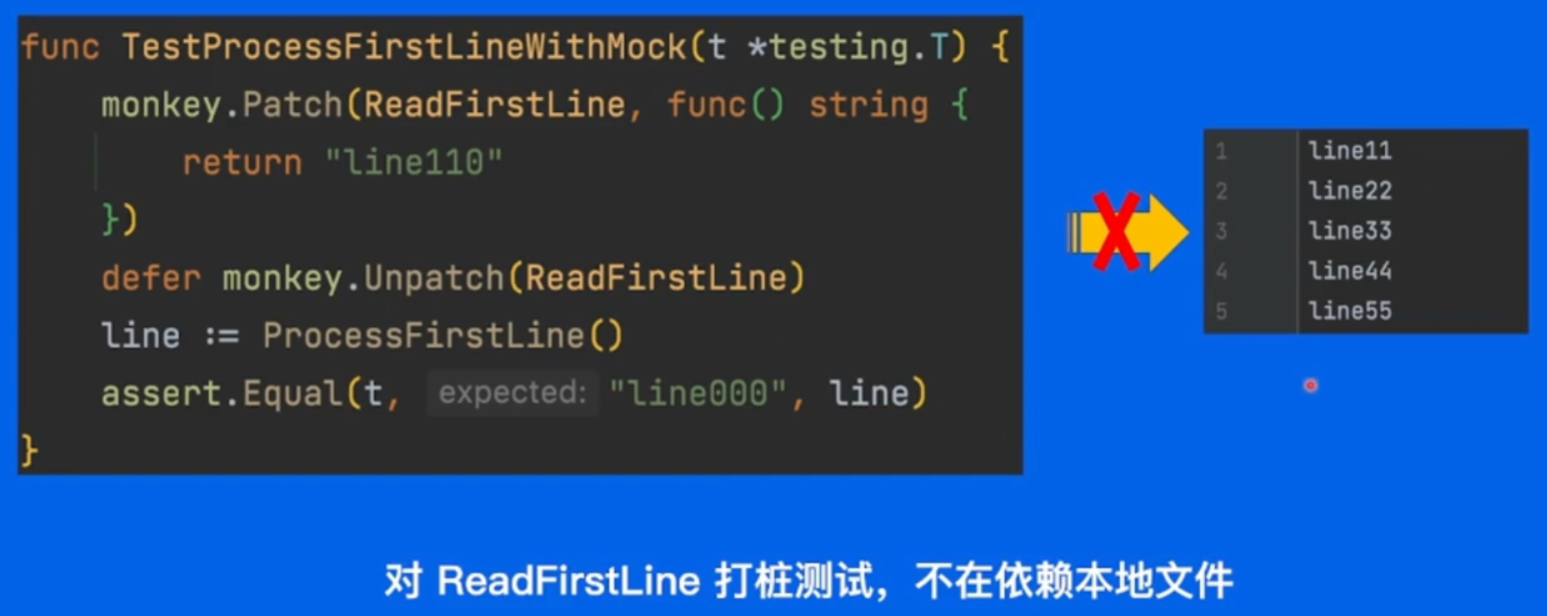 func TestProcessFirstLineWithMock(t *testing.T) {
monkey.Patch(ReadFirstLine, func() string {
return "line110"
})
defer monkey.Unpatch(ReadFirstLine)
line := ProcessFirstLine()
assert.Equal(t, expected: "line000", line)
}
1 line11
2 line22
3 line33
4 line44
5 line55
对 ReadFirstLine 打桩测试，不在依赖本地文件